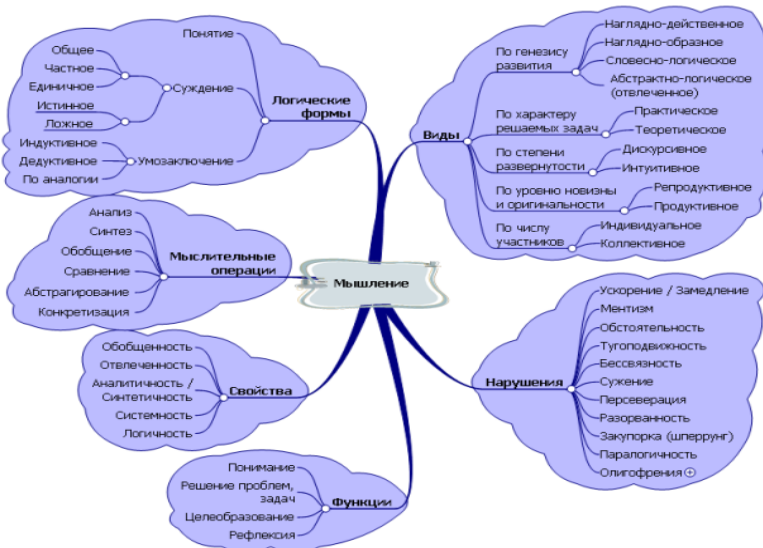 Мышление
Логические
формы
Понятие
Суждение
Общее
Частное
Единичное
Истинное
Ложное
Умозаключение
Индуктивное
Дедуктивное
По аналогии
Мыслительные
операции
Анализ
Синтез
Обобщение
Сравнение
Абстрагирование
Конкретизация
Свойства
Обобщенность
Отвлеченность
Аналитичность /
Синтетичность
Системность
Логичность
Функции
Понимание
Решение проблем,
задач
Целеобразование
Рефлексия
Виды
По генезису
развития
Наглядно-действенное
Наглядно-образное
Словесно-логическое
Абстрактно-логическое
(отвлеченное)
По характеру
решаемых задач
Практическое
Теоретическое
По степени
развернутости
Дискурсивное
Интуитивное
По уровню новизны
и оригинальности
Репродуктивное
Продуктивное
По числу
участников
Индивидуальное
Коллективное
Нарушения
Ускорение / Замедление
Ментизм
Обстоятельность
Тугоподвижность
Бессвязность
Сужение
Персеверация
Разорванность
Закупорка (шперрунг)
Паралогичность
Олигофрения